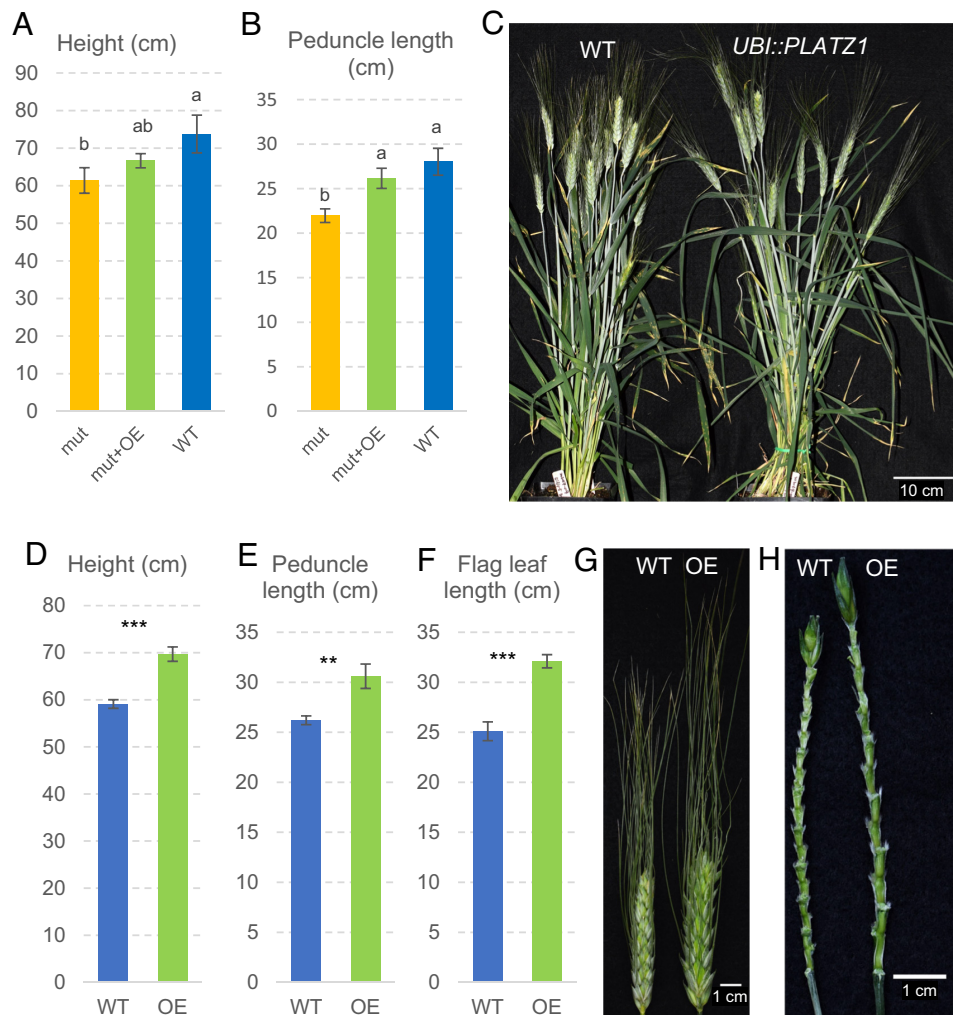 A
Height (cm)
90
80
70
60
50
40
30
20
10
0
b
ab
a
mut
mut+OE
WT
B
Peduncle length
(cm)
35
30
25
20
15
10
5
0
b
a
a
mut
mut+OE
WT
C
WT
UBI::PLATZ1
10 cm
D
Height (cm)
80
70
60
50
40
30
20
10
0
***
WT
OE
E
Peduncle
length (cm)
35
30
25
20
15
10
5
0
**
WT
OE
F
Flag leaf
length (cm)
35
30
25
20
15
10
5
0
***
WT
OE
G
WT OE
1 cm
H
WT OE
1 cm